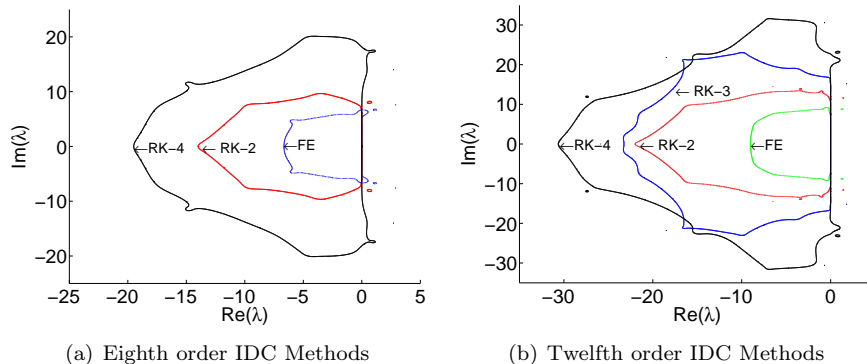 20
10
0
−10
−20
Im(λ)
←RK−4
←RK−2
←FE
−25 −20 −15 −10 −5 0 5
Re(λ)
(a) Eighth order IDC Methods
30
20
10
0
−10
−20
−30
Im(λ)
←RK−3
←RK−4
←RK−2
←FE
−30 −20 −10 0
Re(λ)
(b) Twelfth order IDC Methods